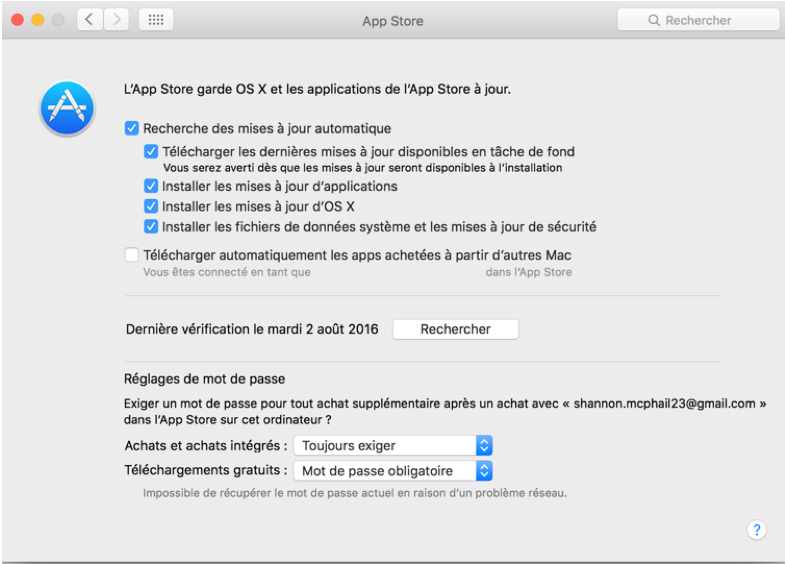 App Store
Rechercher
L'App Store garde OS X et les applications de l'App Store à jour.
Recherche des mises à jour automatique
Télécharger les dernières mises à jour disponibles en tâche de fond
Vous serez averti dès que les mises à jour seront disponibles à l'installation
Installer les mises à jour d'applications
Installer les mises à jour d'OS X
Installer les fichiers de données système et les mises à jour de sécurité
Télécharger automatiquement les apps achetées à partir d'autres Mac
Vous êtes connecté en tant que dans l'App Store
Dernière vérification le mardi 2 août 2016 Rechercher
Réglages de mot de passe
Exiger un mot de passe pour tout achat supplémentaire après un achat avec « shannon.mcphail23@gmail.com »
dans l'App Store sur cet ordinateur ?
Achats et achats intégrés : Toujours exiger
Téléchargements gratuits : Mot de passe obligatoire
Impossible de récupérer le mot de passe actuel en raison d'un problème réseau.
?